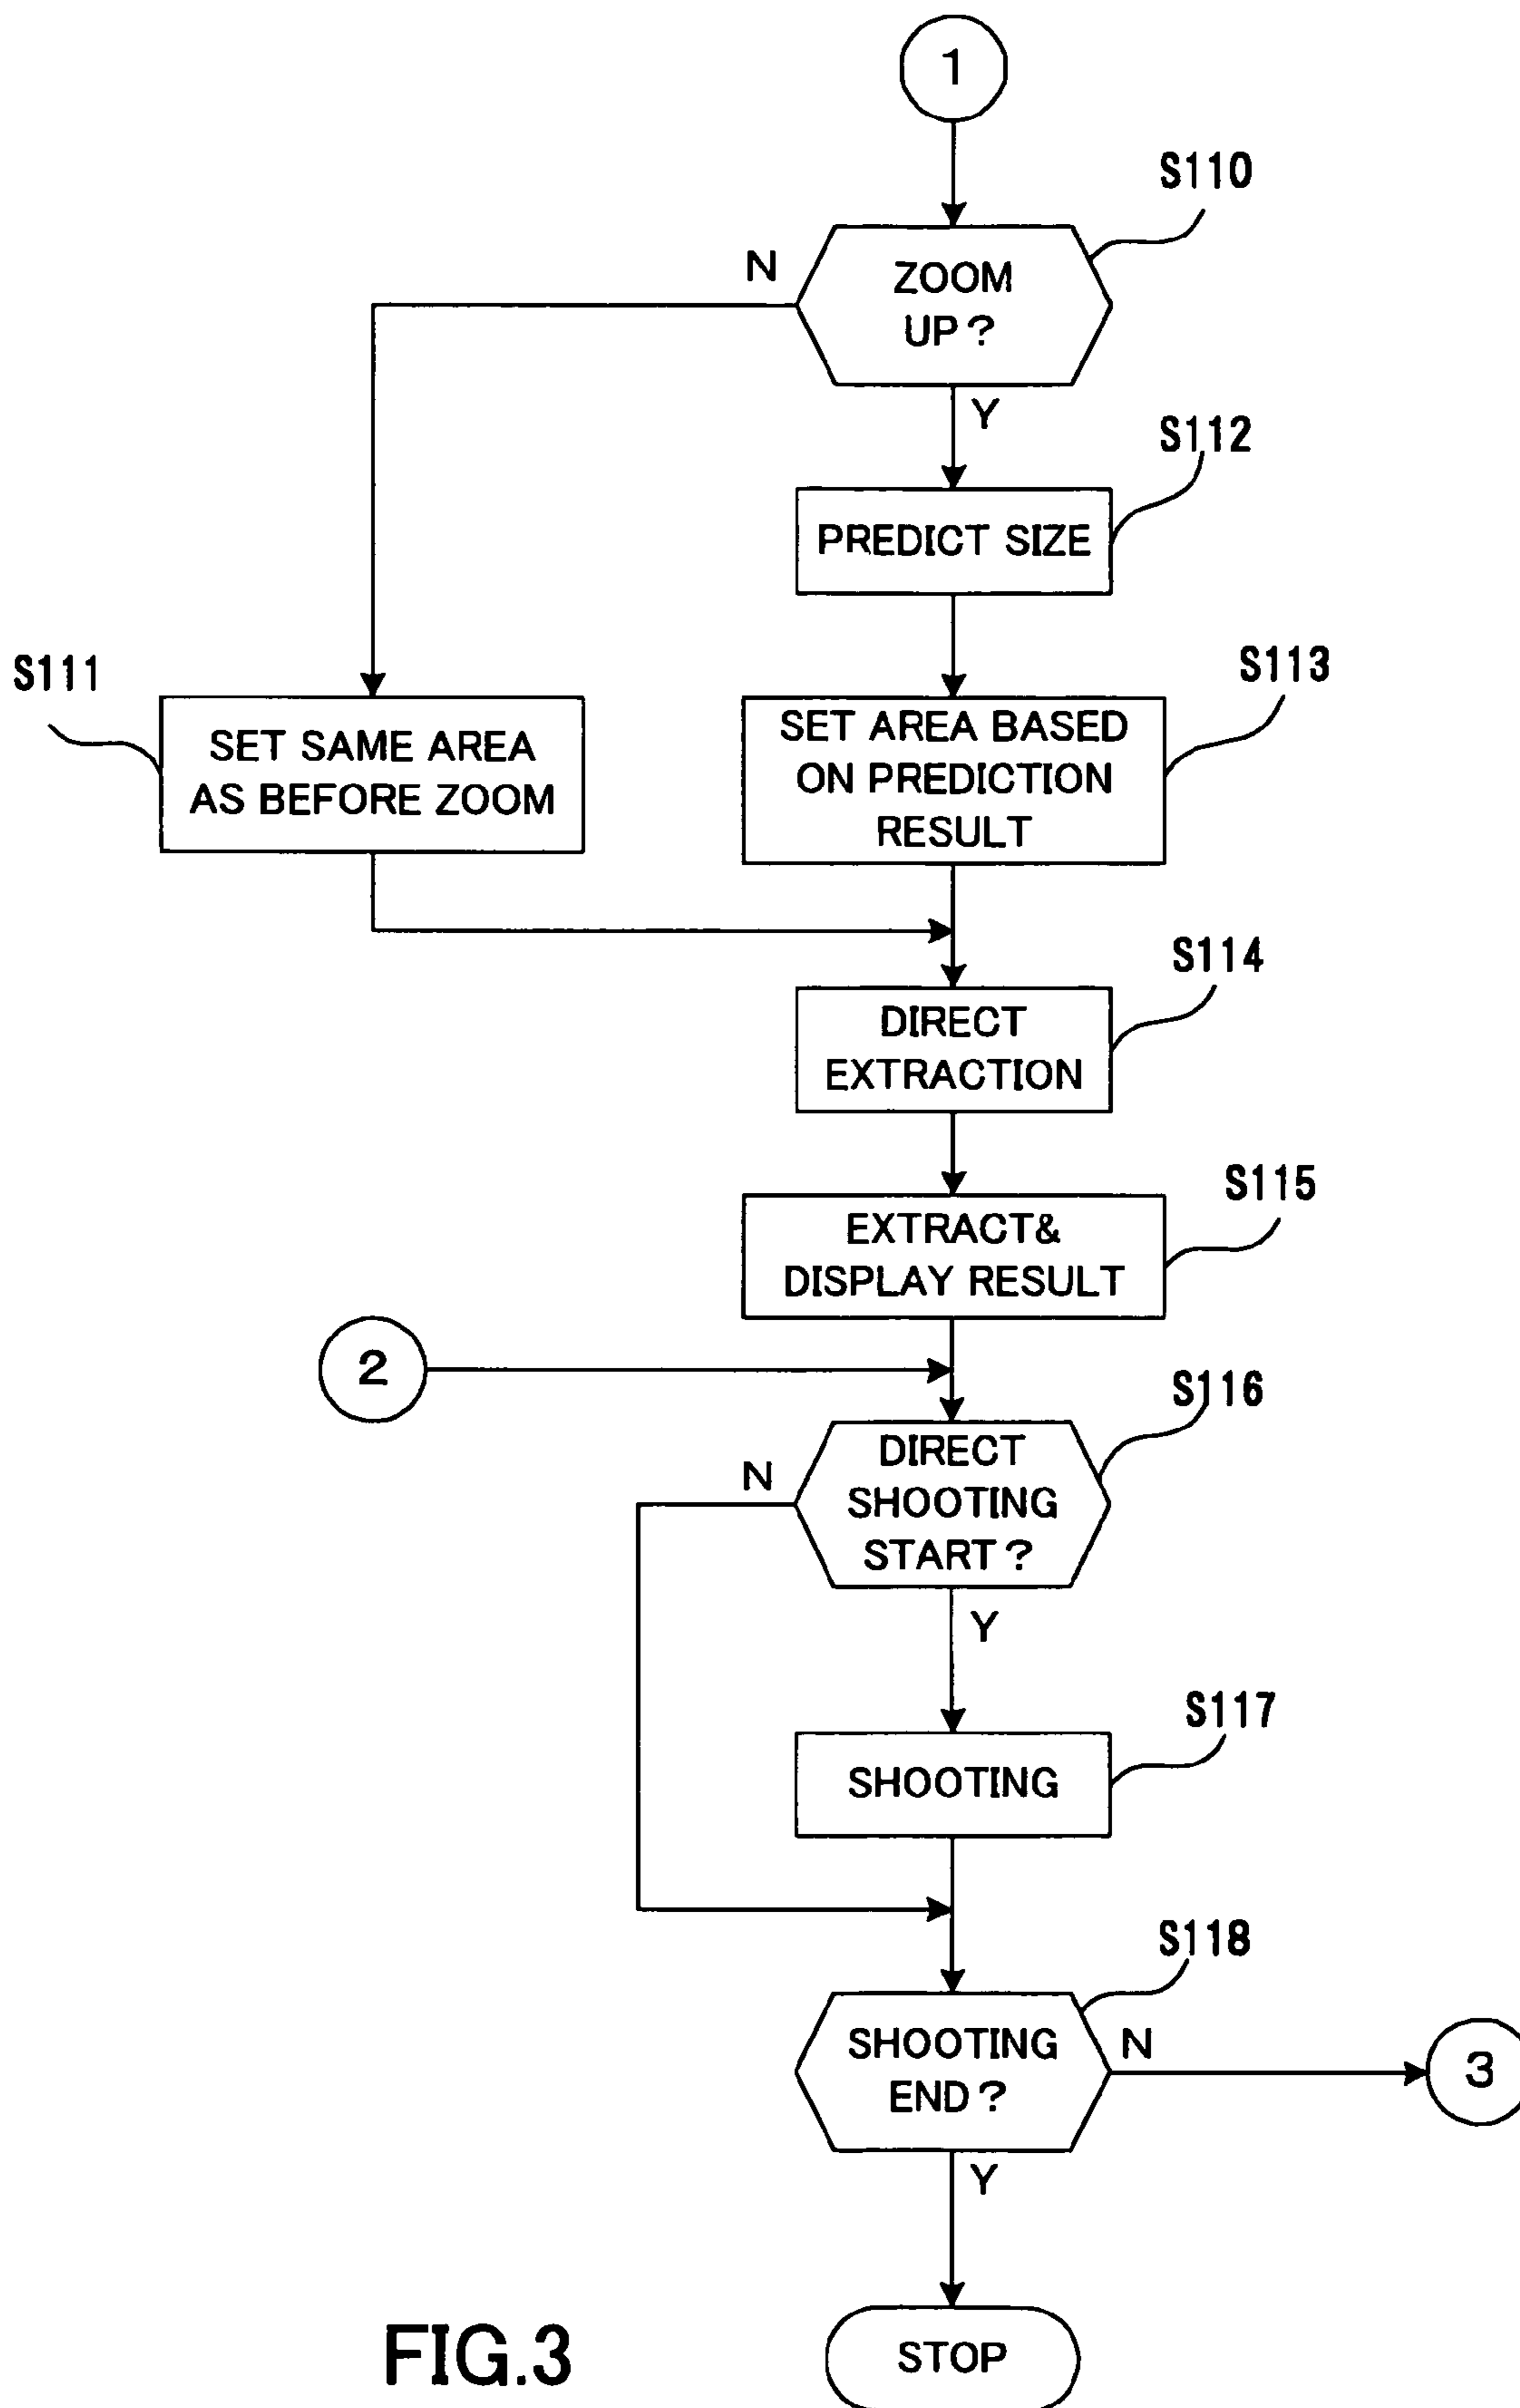 1
S110
N
ZOOM
UP?
Y
S112
PREDICT SIZE
S111
SET SAME AREA
AS BEFORE ZOOM
S113
SET AREA BASED
ON PREDICTION
RESULT
S114
DIRECT
EXTRACTION
S115
EXTRACT&
DISPLAY RESULT
2
S116
N
DIRECT
SHOOTING
START?
Y
S117
SHOOTING
S118
SHOOTING
END?
N
3
Y
STOP
FIG.3